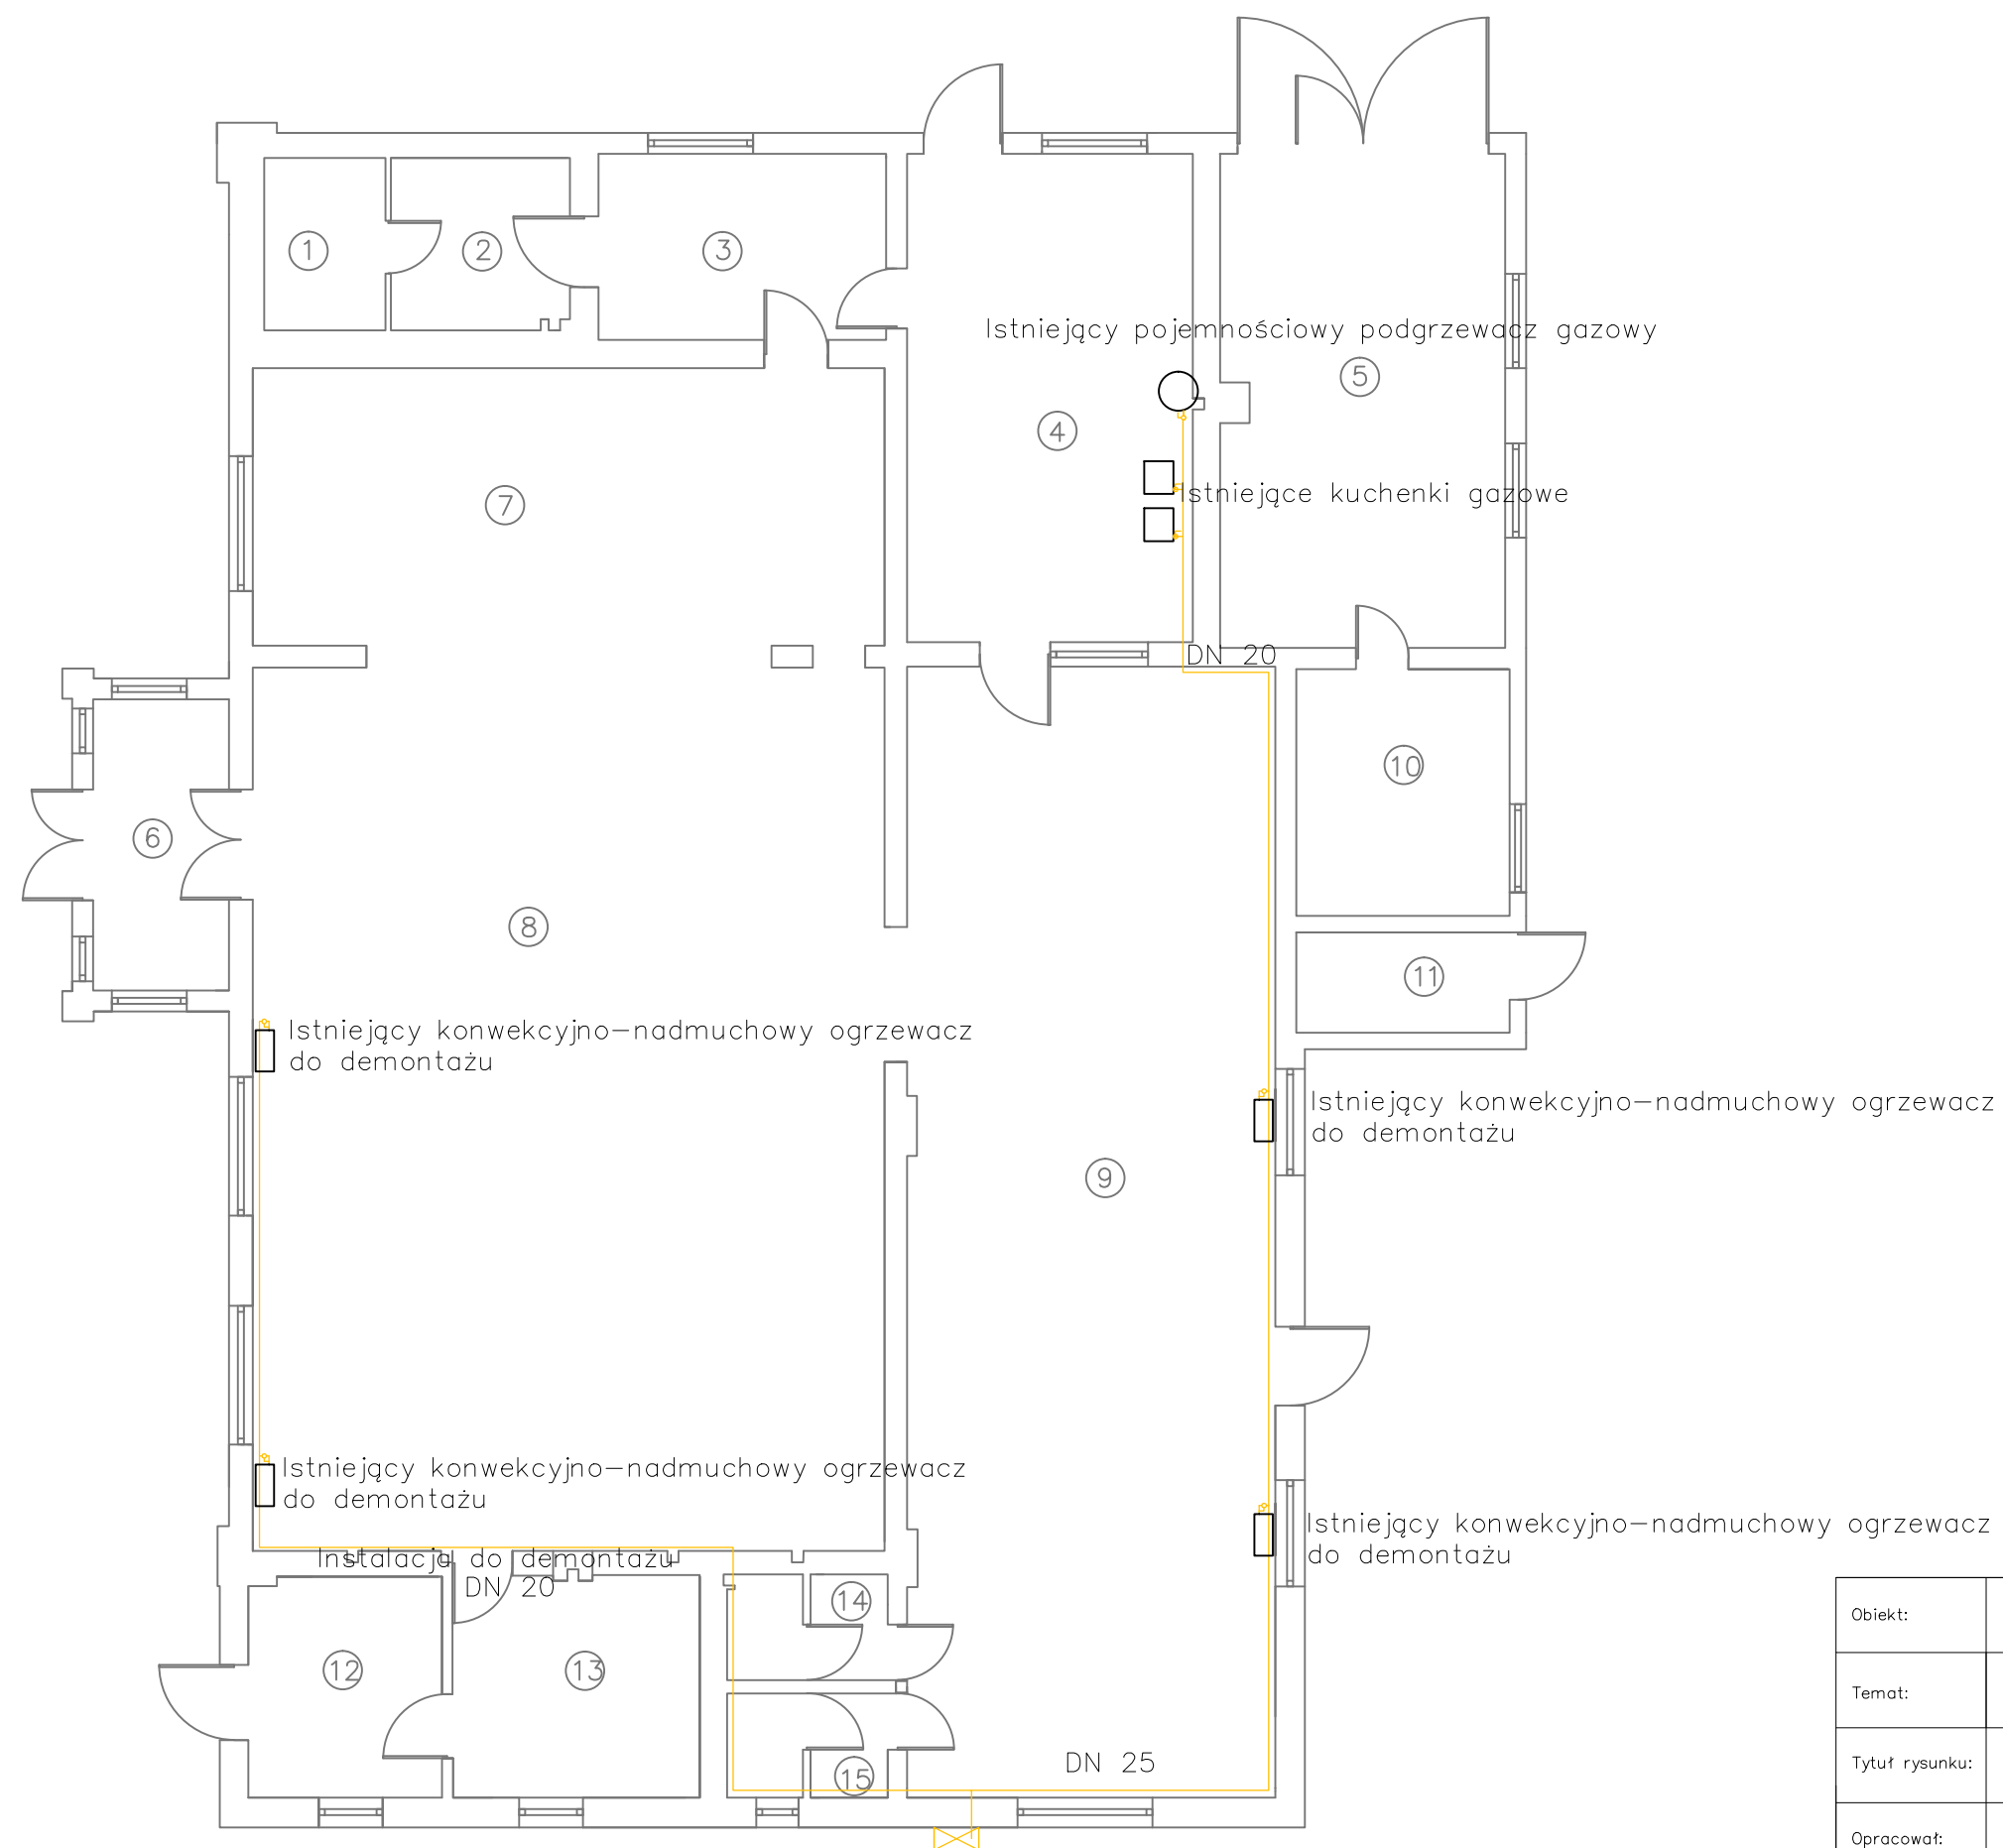 1
2
3
Istniejący pojemnościowy podgrzewacz gazowy
5
4
Istniejące kuchenki gazowe
7
DN 20
10
6
8
11
Istniejący konwekcyjno-nadmuchowy ogrzewacz
do demontażu
Istniejący konwekcyjno-nadmuchowy ogrzewacz
do demontażu
9
Istniejący konwekcyjno-nadmuchowy ogrzewacz
do demontażu
Istniejący konwekcyjno-nadmuchowy ogrzewacz
do demontażu
Instalacja do demontażu
DN 20
14
12
13
15
DN 25
Obiekt:
Temat:
Tytuł rysunku:
Opracował: